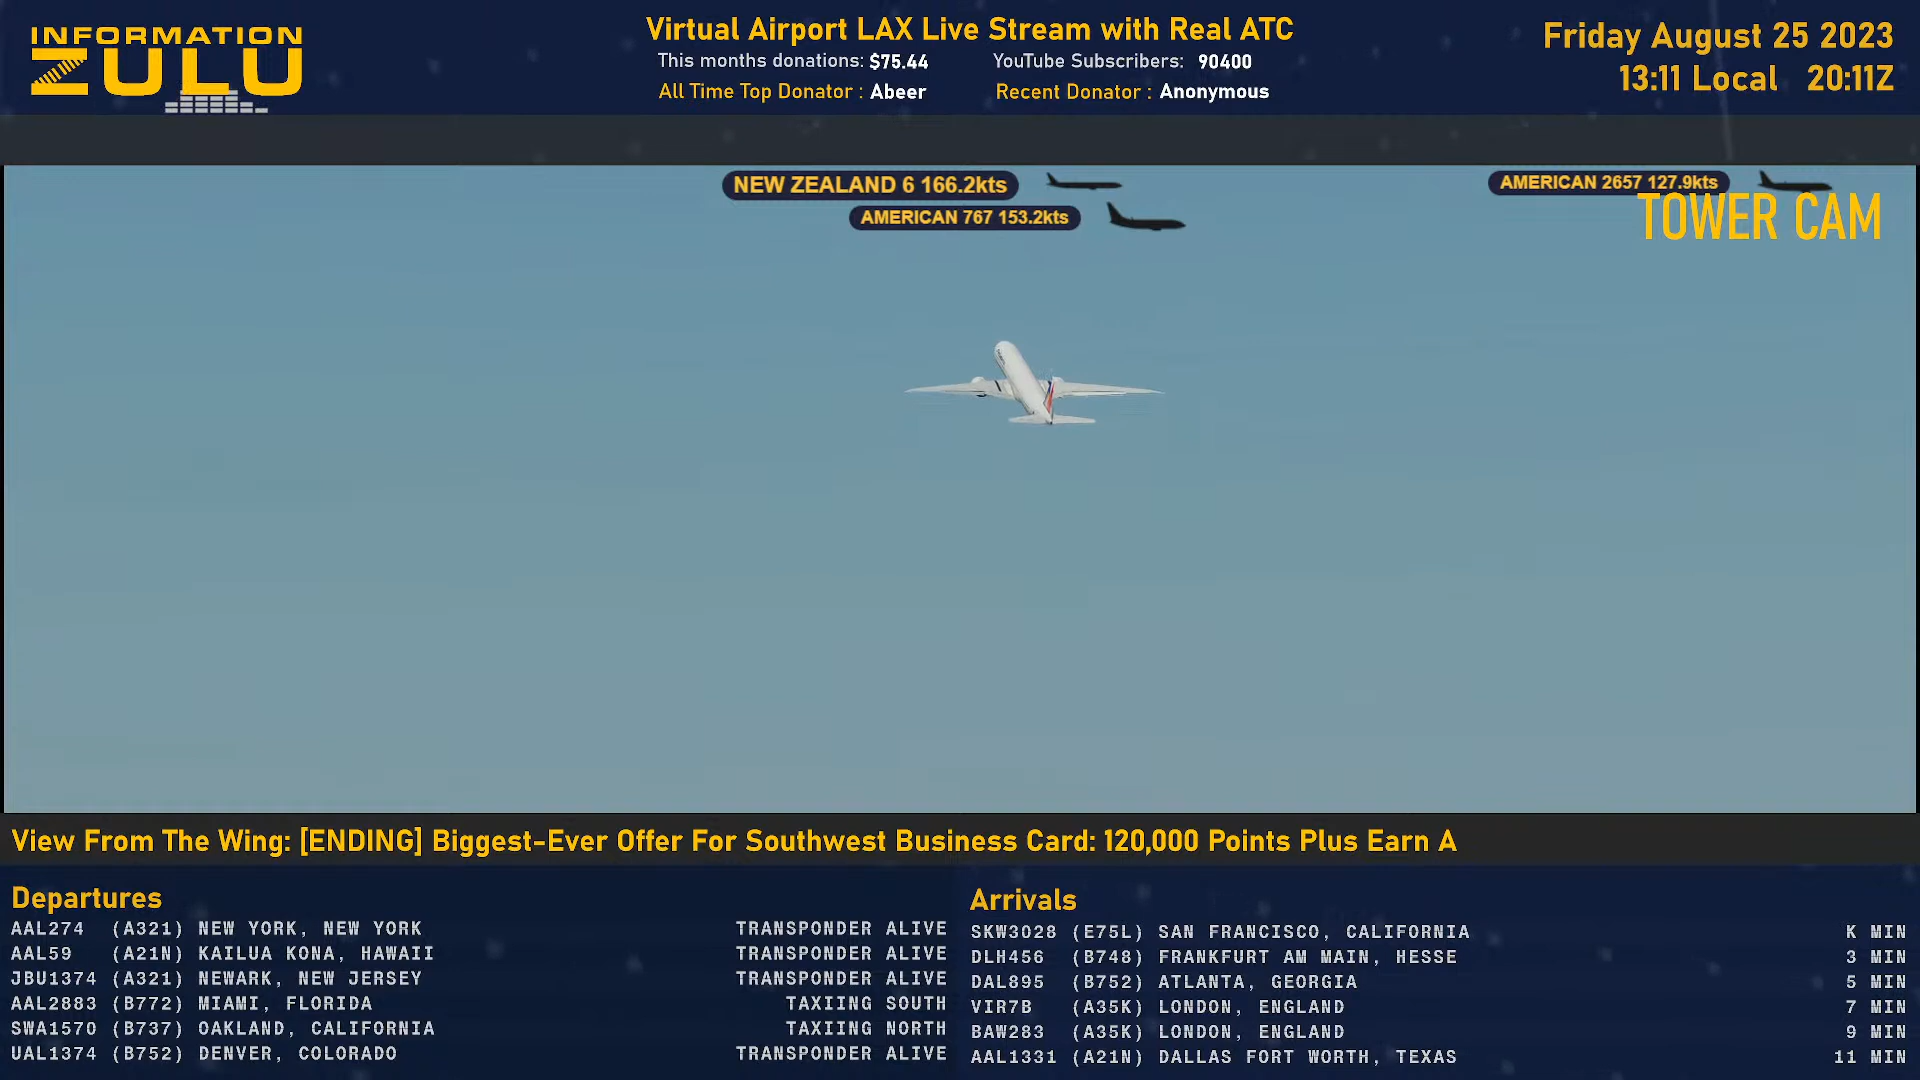 INFORMATION
ZULU
Virtual Airport LAX Live Stream with Real ATC
This months donations: $75.44 YouTube Subscribers: 90400
All Time Top Donator : Abeer Recent Donator : Anonymous
Friday August 25 2023
13:11 Local 20:11Z
NEW ZEALAND 6 166.2kts
AMERICAN 767 153.2kts
AMERICAN 2657 127.9kts
TOWER CAM
View From The Wing: [ENDING] Biggest-Ever Offer For Southwest Business Card: 120,000 Points Plus Earn A
Departures
AAL274 (A321) NEW YORK, NEW YORK TRANSPONDER ALIVE
AAL59 (A21N) KAILUA KONA, HAWAII TRANSPONDER ALIVE
JBU1374 (A321) NEWARK, NEW JERSEY TRANSPONDER ALIVE
AAL2883 (B772) MIAMI, FLORIDA TAXIING SOUTH
SWA1570 (B737) OAKLAND, CALIFORNIA TAXIING NORTH
UAL1374 (B752) DENVER, COLORADO TRANSPONDER ALIVE
Arrivals
SKW3028 (E75L) SAN FRANCISCO, CALIFORNIA K MIN
DLH456 (B748) FRANKFURT AM MAIN, HESSE 3 MIN
DAL895 (B752) ATLANTA, GEORGIA 5 MIN
VIR7B (A35K) LONDON, ENGLAND 7 MIN
BAW283 (A35K) LONDON, ENGLAND 9 MIN
AAL1331 (A21N) DALLAS FORT WORTH, TEXAS 11 MIN